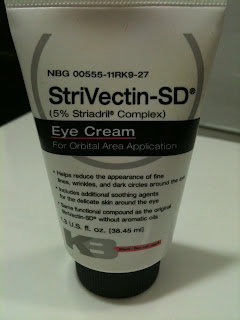 NBG 00555-11RK9-27
StriVectin-SD®
(5% Striadril® Complex)
Eye Cream
For Orbital Area Application
• Helps reduce the appearance of fine
lines, wrinkles, and dark circles around the eye
• Includes additional soothing agents
for the delicate skin around the eye
• Same functional compound as the original
StriVectin-SD® without aromatic oils.
U.S. fl. oz. [38.45 ml]
KB